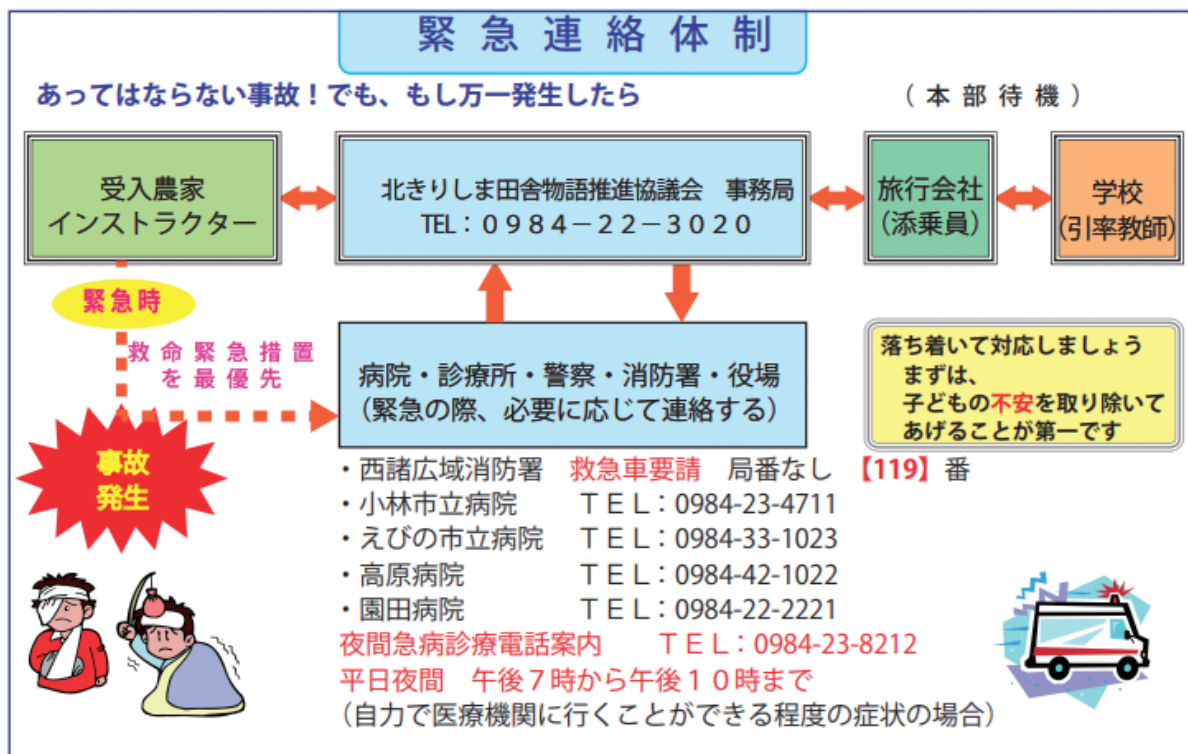 緊急連絡体制
あってはならない事故！でも、もし万一発生したら
（本部待機）
受入農家
インストラクター
北きりしま田舎物語推進協議会　事務局
TEL：０９８４－２２－３０２０
旅行会社
（添乗員）
学校
（引率教師）
緊急時
救命緊急措置
を最優先
事故
発生
病院・診療所・警察・消防署・役場
（緊急の際、必要に応じて連絡する）
落ち着いて対応しましょう
まずは、
子どもの不安を取り除いて
あげることが第一です
・西諸広域消防署　救急車要請　局番なし　【119】番
・小林市立病院　ＴＥＬ：0984-23-4711
・えびの市立病院　ＴＥＬ：0984-33-1023
・高原病院　ＴＥＬ：0984-42-1022
・園田病院　ＴＥＬ：0984-22-2221
夜間急病診療電話案内　ＴＥＬ：0984-23-8212
平日夜間　午後７時から午後１０時まで
（自力で医療機関に行くことができる程度の症状の場合）